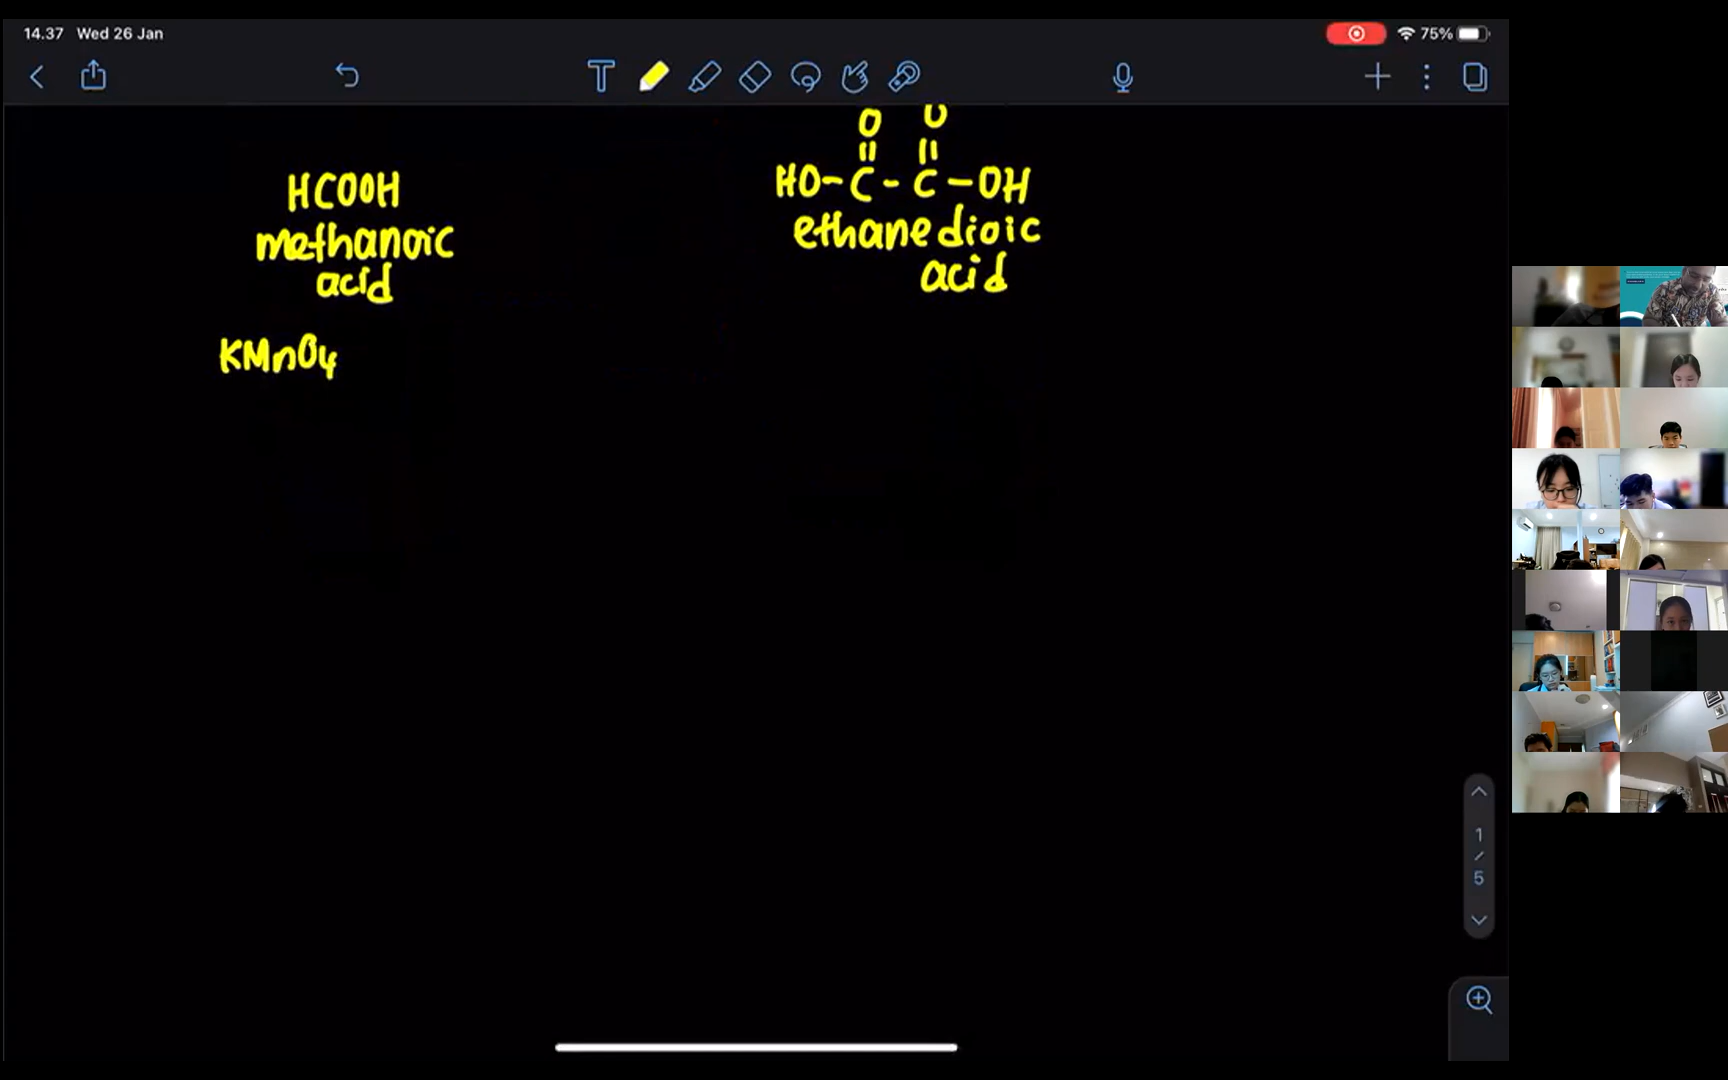 14.37 Wed 26 Jan
75%
O O
HO-C-C-OH
HCOOH
methanoic
acid
ethanedioic
acid
KMnO4
1
/
5